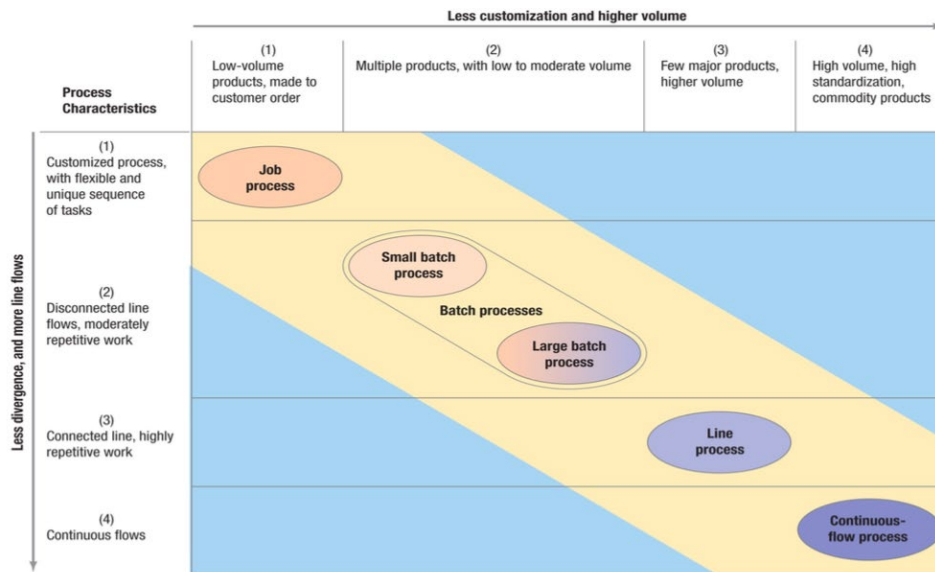 Less customization and higher volume
(1)
Low-volume
products, made to
customer order
(2)
Multiple products, with low to moderate volume
(3)
Few major products,
higher volume
(4)
High volume, high
standardization,
commodity products
Process
Characteristics
Less divergence, and more line flows
(1)
Customized process,
with flexible and
unique sequence
of tasks
(2)
Disconnected line
flows, moderately
repetitive work
(3)
Connected line, highly
repetitive work
(4)
Continuous flows
Job
process
Small batch
process
Batch processes
Large batch
process
Line
process
Continuous-
flow process